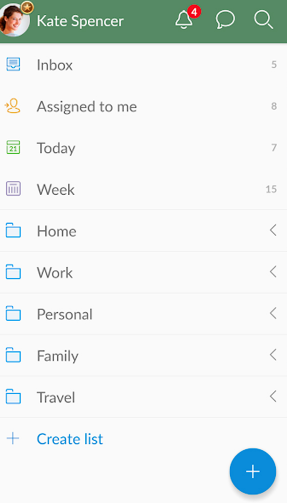 Kate Spencer 4
Inbox 5
Assigned to me 8
21 Today 7
Week 15
Home
Work
Personal
Family
Travel
Create list